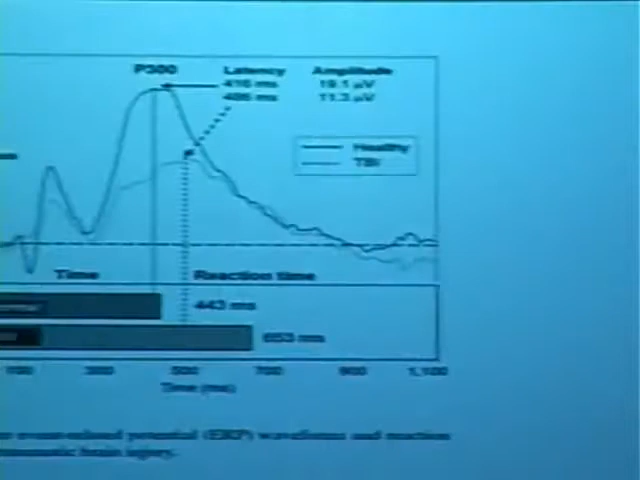 P300 Latency Amplitude
416 ms 19.1 µV
486 ms 11.3 µV
Healthy
TBI
Time Reaction time
443 ms
653 ms
100 300 500 700 900 1,100
Time (ms)
event-related potential (ERP) waveforms and reaction
brain injury.